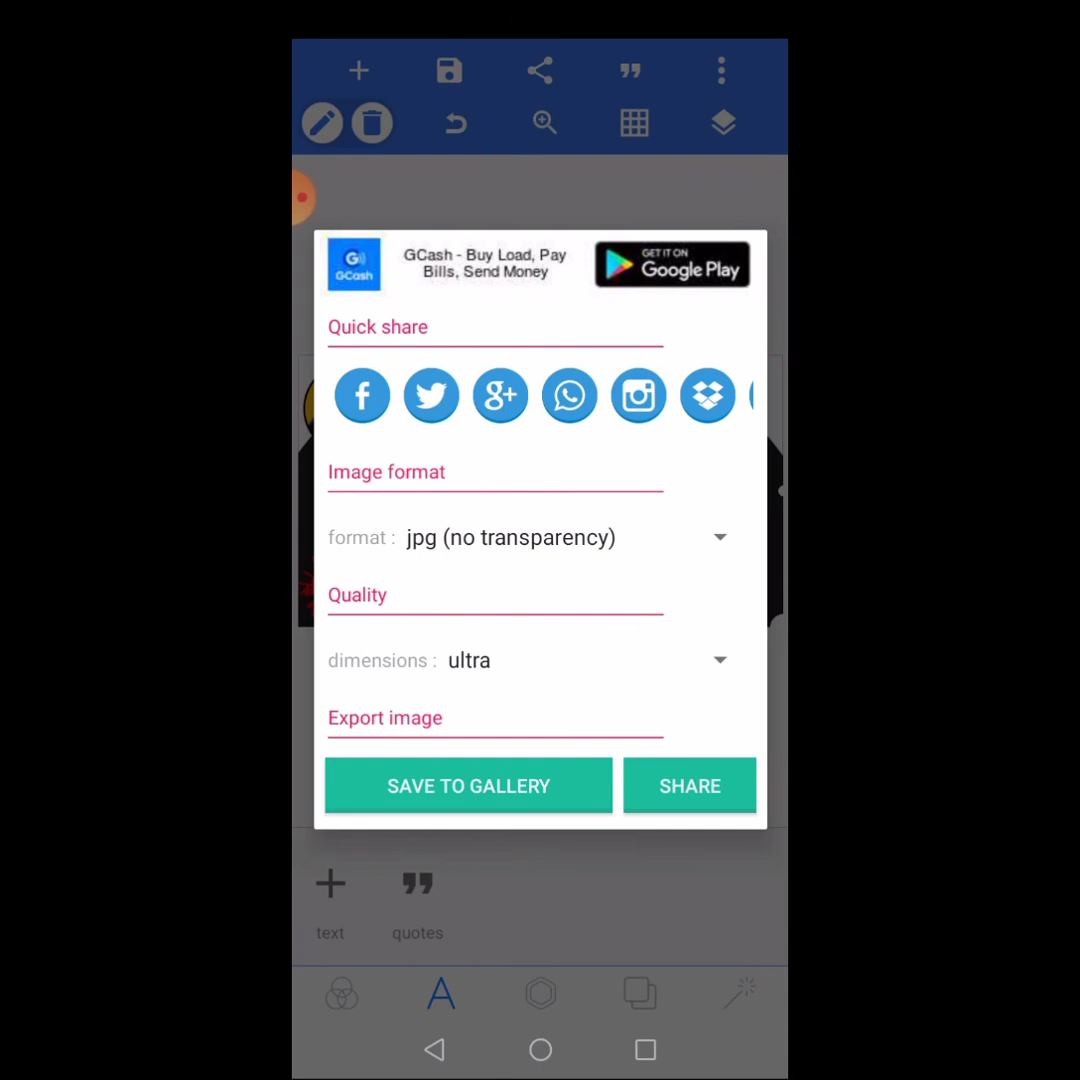 G))
GCash
GCash - Buy Load, Pay
Bills, Send Money
GET IT ON
Google Play
Quick share
Image format
format : jpg (no transparency)
Quality
dimensions : ultra
Export image
SAVE TO GALLERY
SHARE
text
quotes